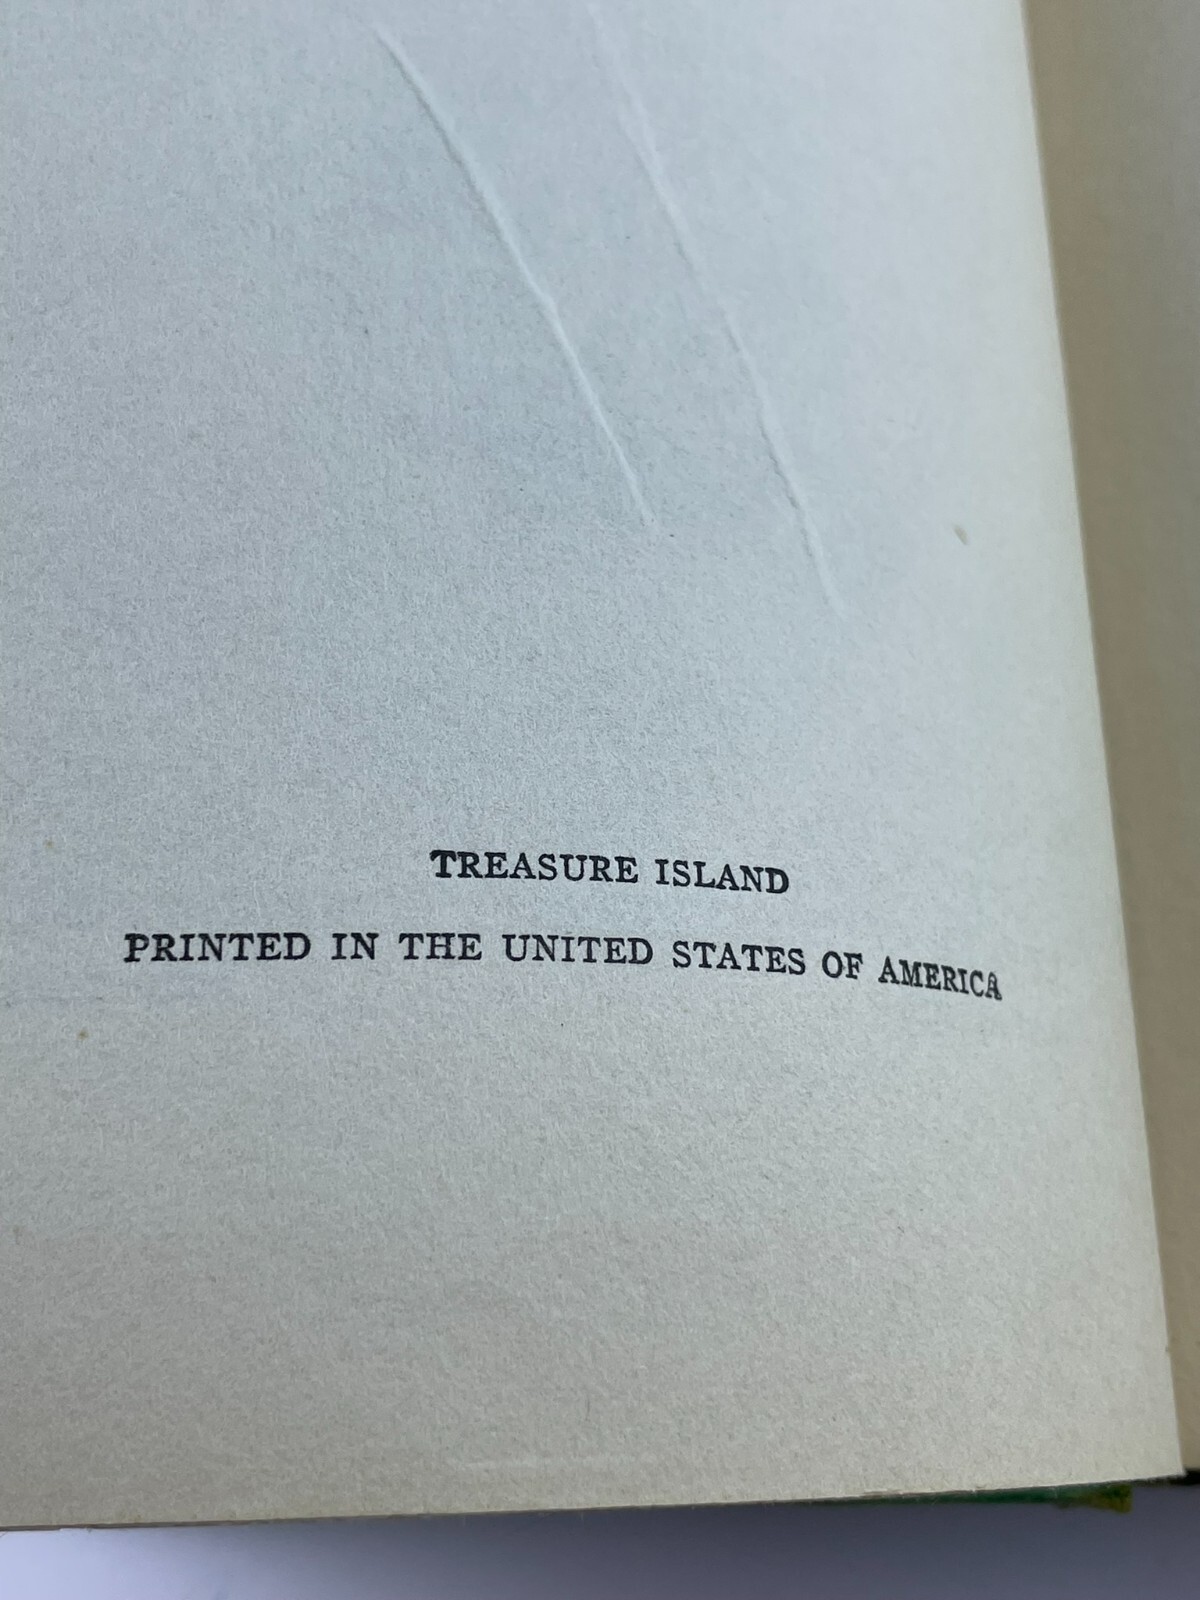 TREASURE ISLAND
PRINTED IN THE UNITED STATES OF AMERICA